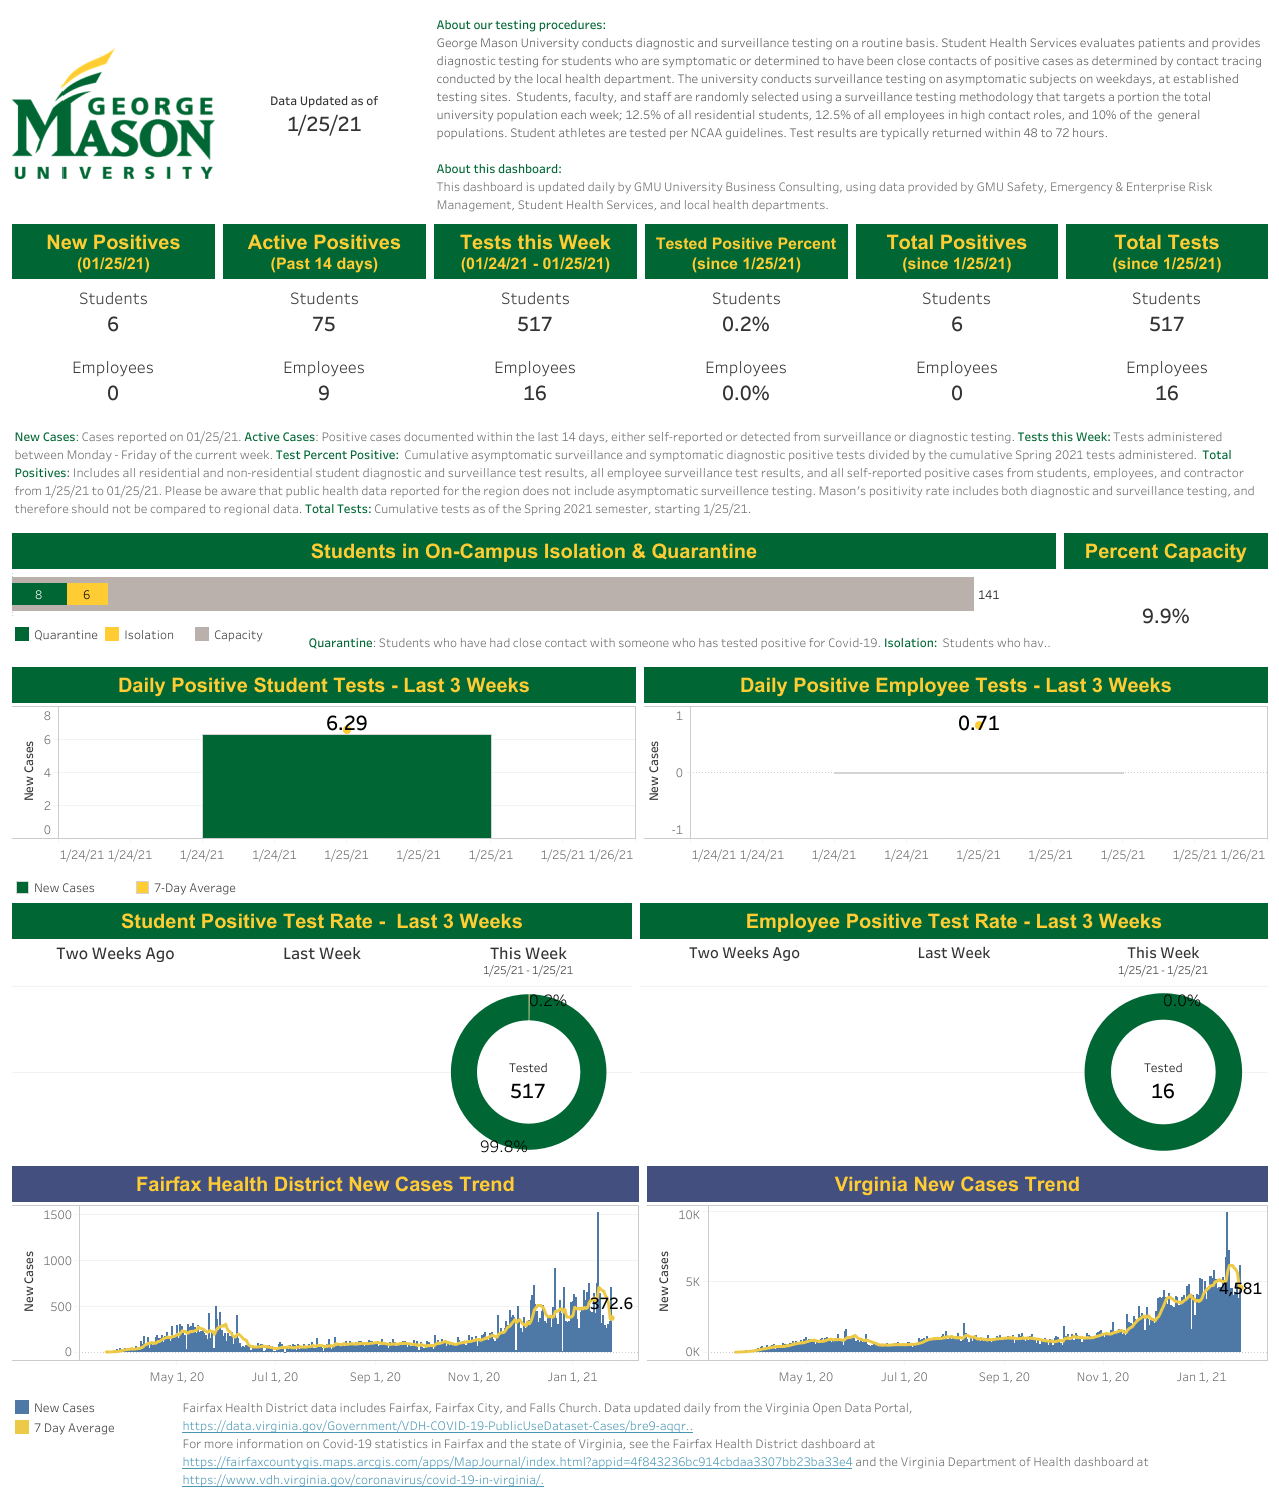 About our testing procedures:
George Mason University conducts diagnostic and surveillance testing on a routine basis. Student Health Services evaluates patients and provides
diagnostic testing for students who are symptomatic or determined to have been close contacts of positive cases as determined by contact tracing
conducted by the local health department. The university conducts surveillance testing on asymptomatic subjects on weekdays, at established
testing sites. Students, faculty, and staff are randomly selected using a surveillance testing methodology that targets a portion the total
university population each week; 12.5% of all residential students, 12.5% of all employees in high contact roles, and 10% of the general
populations. Student athletes are tested per NCAA guidelines. Test results are typically returned within 48 to 72 hours.
GEORGE
MASON
UNIVERSITY
Data Updated as of
1/25/21
About this dashboard:
This dashboard is updated daily by GMU University Business Consulting, using data provided by GMU Safety, Emergency & Enterprise Risk
Management, Student Health Services, and local health departments.
New Positives Active Positives Tests this Week Tested Positive Percent Total Positives Total Tests
(01/25/21) (Past 14 days) (01/24/21 - 01/25/21) (since 1/25/21) (since 1/25/21) (since 1/25/21)
Students Students Students Students Students Students
6 75 517 0.2% 6 517
Employees Employees Employees Employees Employees Employees
0 9 16 0.0% 0 16
New Cases: Cases reported on 01/25/21. Active Cases: Positive cases documented within the last 14 days, either self-reported or detected from surveillance or diagnostic testing. Tests this Week: Tests administered
between Monday - Friday of the current week. Test Percent Positive: Cumulative asymptomatic surveillance and symptomatic diagnostic positive tests divided by the cumulative Spring 2021 tests administered. Total
Positives: Includes all residential and non-residential student diagnostic and surveillance test results, all employee surveillance test results, and all self-reported positive cases from students, employees, and contractor
from 1/25/21 to 01/25/21. Please be aware that public health data reported for the region does not include asymptomatic surveillence testing. Mason's positivity rate includes both diagnostic and surveillance testing, and
therefore should not be compared to regional data. Total Tests: Cumulative tests as of the Spring 2021 semester, starting 1/25/21.
Students in On-Campus Isolation & Quarantine Percent Capacity
8 6 141
9.9%
Quarantine Isolation Capacity
Quarantine: Students who have had close contact with someone who has tested positive for Covid-19. Isolation: Students who hav..
Daily Positive Student Tests - Last 3 Weeks
New Cases
8
6
4
2
0
6.29
1/24/21 1/24/21 1/24/21 1/24/21 1/25/21 1/25/21 1/25/21 1/25/21 1/26/21
Daily Positive Employee Tests - Last 3 Weeks
New Cases
1
0
-1
0.71
1/24/21 1/24/21 1/24/21 1/24/21 1/25/21 1/25/21 1/25/21 1/25/21 1/26/21
New Cases 7-Day Average
Student Positive Test Rate - Last 3 Weeks
Two Weeks Ago Last Week This Week
1/25/21 - 1/25/21
0.2%
Tested
517
99.8%
Employee Positive Test Rate - Last 3 Weeks
Two Weeks Ago Last Week This Week
1/25/21 - 1/25/21
0.0%
Tested
16
Fairfax Health District New Cases Trend
New Cases
1500
1000
500
0
372.6
May 1, 20 Jul 1, 20 Sep 1, 20 Nov 1, 20 Jan 1, 21
Virginia New Cases Trend
New Cases
10K
5K
0K
4,581
May 1, 20 Jul 1, 20 Sep 1, 20 Nov 1, 20 Jan 1, 21
New Cases
7 Day Average
Fairfax Health District data includes Fairfax, Fairfax City, and Falls Church. Data updated daily from the Virginia Open Data Portal,
https://data.virginia.gov/Government/VDH-COVID-19-PublicUseDataset-Cases/bre9-aqqr..
For more information on Covid-19 statistics in Fairfax and the state of Virginia, see the Fairfax Health District dashboard at
https://fairfaxcountygis.maps.arcgis.com/apps/MapJournal/index.html?appid=4f843236bc914cbdaa3307bb23ba33e4 and the Virginia Department of Health dashboard at
https://www.vdh.virginia.gov/coronavirus/covid-19-in-virginia/.